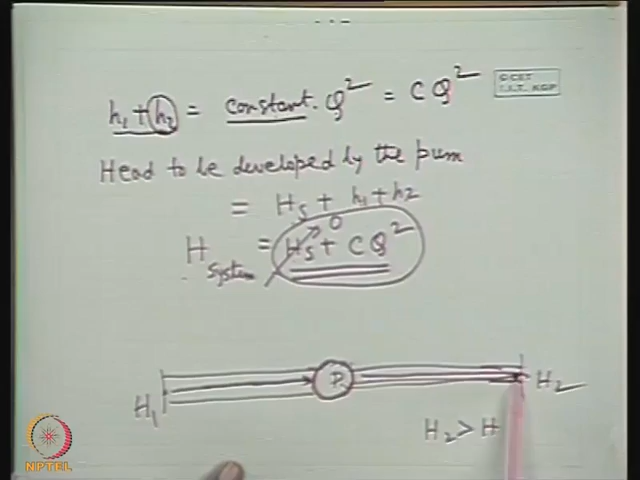 h₁ + h₂ = constant. Q² = CQ²
© CET
I.I.T. KGP
Head to be developed by the pum
= Hs + h₁ + h₂
0
H system = Hs + CQ²
H₁ P H₂
H₂ > H
NPTEL